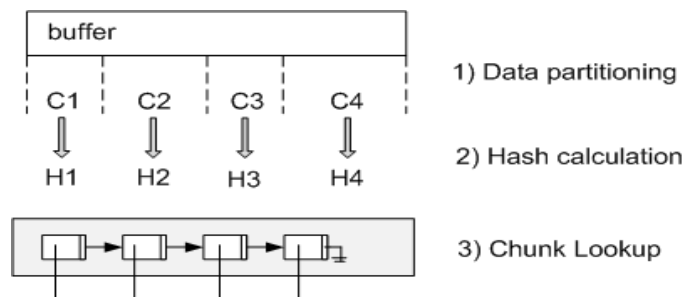 buffer
1) Data partitioning
C1 C2 C3 C4
2) Hash calculation
H1 H2 H3 H4
3) Chunk Lookup